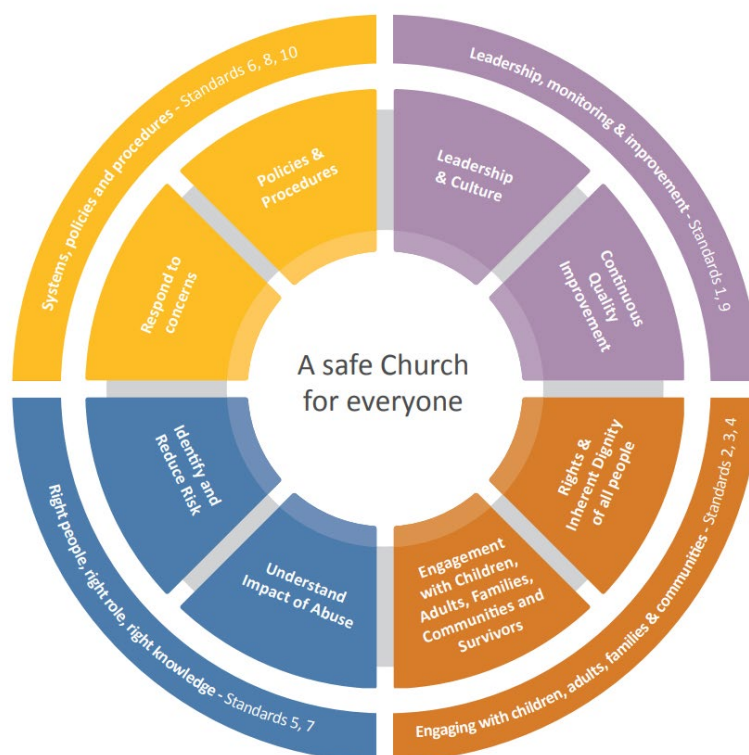 Systems, policies and procedures - Standards 6, 8, 10
Leadership, monitoring & improvement - Standards 1, 9
Policies &
Procedures
Leadership
& Culture
Respond to
concerns
Continuous
Quality
Improvement
A safe Church
for everyone
Identify and
Reduce Risk
Rights &
Inherent Dignity
of all people
Understand
Impact of Abuse
Engagement
with Children,
Adults, Families,
Communities and
Survivors
Right people, right role, right knowledge - Standards 5, 7
Engaging with children, adults, families & communities - Standards 2, 3, 4